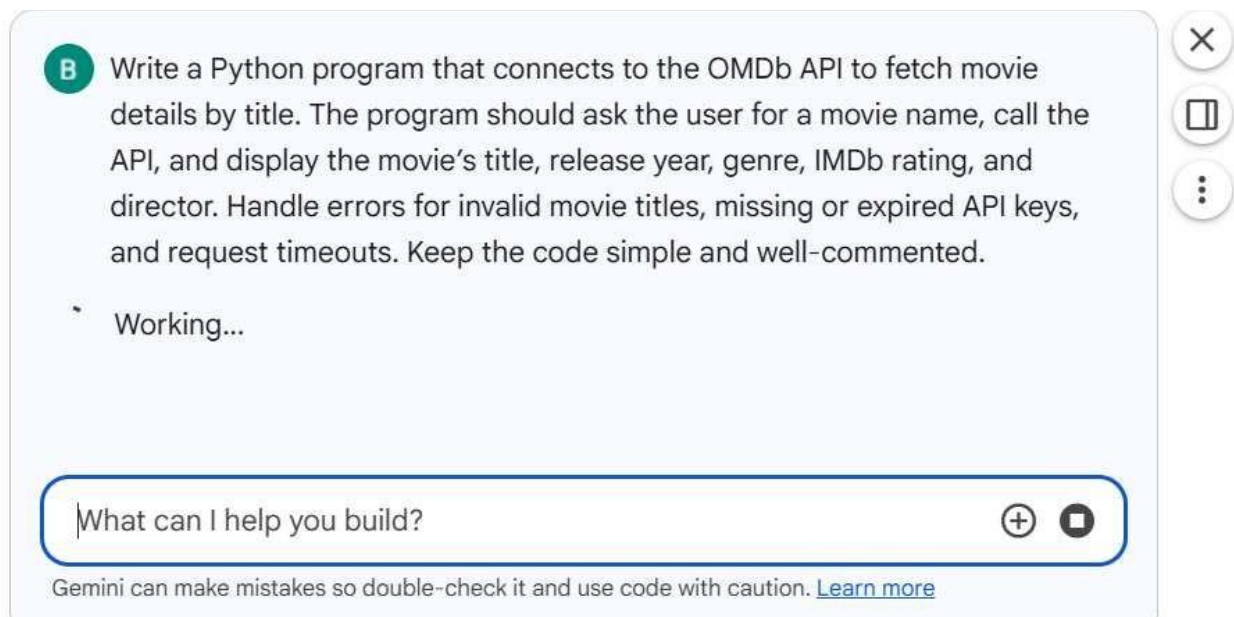 B Write a Python program that connects to the OMDb API to fetch movie
details by title. The program should ask the user for a movie name, call the
API, and display the movie’s title, release year, genre, IMDb rating, and
director. Handle errors for invalid movie titles, missing or expired API keys,
and request timeouts. Keep the code simple and well-commented.
Working...
What can I help you build?
Gemini can make mistakes so double-check it and use code with caution. Learn more